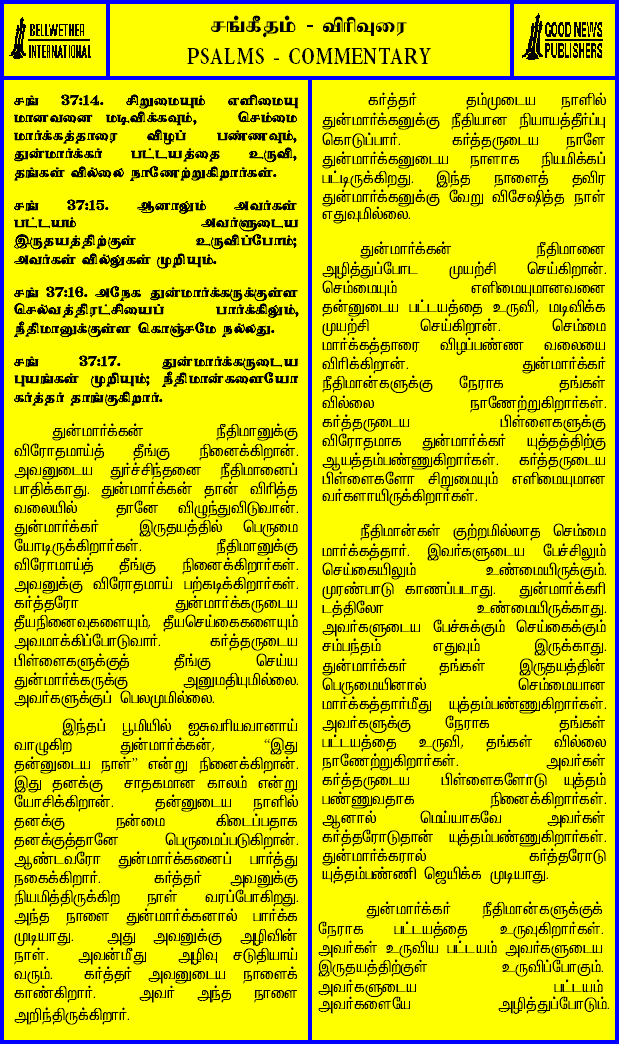 BELLWETHER
INTERNATIONAL
சங்கீதம் - விரிவுரை
PSALMS - COMMENTARY
GOOD NEWS
PUBLISHERS
சங் 37:14. சிறுமையும் எளிமையு
மானவனை மடிவிக்கவும், செம்மை
மார்க்கத்தாரை விழப் பண்ணவும்,
துன்மார்க்கர் பட்டயத்தை உருவி,
தங்கள் வில்லை நாணேற்றுகிறார்கள்.
சங் 37:15. ஆனாலும் அவர்கள்
பட்டயம் அவர்களுடைய
இருதயத்திற்குள் உருவிப்போம்;
அவர்கள் வில்லுகள் முறியும்.
சங் 37:16. அநேக துன்மார்க்கருக்குள்ள
செல்வத்திரட்சியைப் பார்க்கிலும்,
நீதிமானுக்குள்ள கொஞ்சமே நல்லது.
சங் 37:17. துன்மார்க்கருடைய
புயங்கள் முறியும்; நீதிமான்களையோ
கர்த்தர் தாங்குகிறார்.
துன்மார்க்கன் நீதிமானுக்கு
விரோதமாய்த் தீங்கு நினைக்கிறான்.
அவனுடைய துர்ச்சிந்தனை நீதிமானைப்
பாதிக்காது. துன்மார்க்கன் தான் விரித்த
வலையில் தானே விழுந்துவிடுவான்.
துன்மார்க்கர் இருதயத்தில் பெருமை
யோடிருக்கிறார்கள். நீதிமானுக்கு
விரோமாய்த் தீங்கு நினைக்கிறார்கள்.
அவனுக்கு விரோதமாய் பற்கடிக்கிறார்கள்.
கர்த்தரோ துன்மார்க்கருடைய
தீயநினைவுகளையும், தீயசெய்கைகளையும்
அவமாக்கிப்போடுவார். கர்த்தருடைய
பிள்ளைகளுக்குத் தீங்கு செய்ய
துன்மார்க்கருக்கு அனுமதியுமில்லை.
அவர்களுக்குப் பெலமுமில்லை.
இந்தப் பூமியில் ஐசுவரியவானாய்
வாழுகிற துன்மார்க்கன், “இது
தன்னுடைய நாள்” என்று நினைக்கிறான்.
இது தனக்கு சாதகமான காலம் என்று
யோசிக்கிறான். தன்னுடைய நாளில்
தனக்கு நன்மை கிடைப்பதாக
தனக்குத்தானே பெருமைப்படுகிறான்.
ஆண்டவரோ துன்மார்க்கனைப் பார்த்து
நகைக்கிறார். கர்த்தர் அவனுக்கு
நியமித்திருக்கிற நாள் வரப்போகிறது.
அந்த நாளை துன்மார்க்கனால் பார்க்க
முடியாது. அது அவனுக்கு அழிவின்
நாள். அவன்மீது அழிவு சடுதியாய்
வரும். கர்த்தர் அவனுடைய நாளைக்
காண்கிறார். அவர் அந்த நாளை
அறிந்திருக்கிறார்.
கர்த்தர் தம்முடைய நாளில்
துன்மார்க்கனுக்கு நீதியான நியாயத்தீர்ப்பு
கொடுப்பார். கர்த்தருடைய நாளே
துன்மார்க்கனுடைய நாளாக நியமிக்கப்
பட்டிருக்கிறது. இந்த நாளைத் தவிர
துன்மார்க்கனுக்கு வேறு விசேஷித்த நாள்
எதுவுமில்லை.
துன்மார்க்கன் நீதிமானை
அழித்துப்போட முயற்சி செய்கிறான்.
செம்மையும் எளிமையுமானவனை
தன்னுடைய பட்டயத்தை உருவி, மடிவிக்க
முயற்சி செய்கிறான். செம்மை
மார்க்கத்தாரை விழப்பண்ண வலையை
விரிக்கிறான். துன்மார்க்கர்
நீதிமான்களுக்கு நேராக தங்கள்
வில்லை நாணேற்றுகிறார்கள்.
கர்த்தருடைய பிள்ளைகளுக்கு
விரோதமாக துன்மார்க்கர் யுத்தத்திற்கு
ஆயத்தம்பண்ணுகிறார்கள். கர்த்தருடைய
பிள்ளைகளோ சிறுமையும் எளிமையுமான
வர்களாயிருக்கிறார்கள்.
நீதிமான்கள் குற்றமில்லாத செம்மை
மார்க்கத்தார். இவர்களுடைய பேச்சிலும்
செய்கையிலும் உண்மையிருக்கும்.
முரண்பாடு காணப்படாது. துன்மார்க்கரி
டத்திலோ உண்மையிருக்காது.
அவர்களுடைய பேச்சுக்கும் செய்கைக்கும்
சம்பந்தம் எதுவும் இருக்காது.
துன்மார்க்கர் தங்கள் இருதயத்தின்
பெருமையினால் செம்மையான
மார்க்கத்தார்மீது யுத்தம்பண்ணுகிறார்கள்.
அவர்களுக்கு நேராக தங்கள்
பட்டயத்தை உருவி, தங்கள் வில்லை
நாணேற்றுகிறார்கள். அவர்கள்
கர்த்தருடைய பிள்ளைகளோடு யுத்தம்
பண்ணுவதாக நினைக்கிறார்கள்.
ஆனால் மெய்யாகவே அவர்கள்
கர்த்தரோடுதான் யுத்தம்பண்ணுகிறார்கள்.
துன்மார்க்கரால் கர்த்தரோடு
யுத்தம்பண்ணி ஜெயிக்க முடியாது.
துன்மார்க்கர் நீதிமான்களுக்குக்
நேராக பட்டயத்தை உருவுகிறார்கள்.
அவர்கள் உருவிய பட்டயம் அவர்களுடைய
இருதயத்திற்குள் உருவிப்போகும்.
அவர்களுடைய பட்டயம்
அவர்களையே அழித்துப்போடும்.